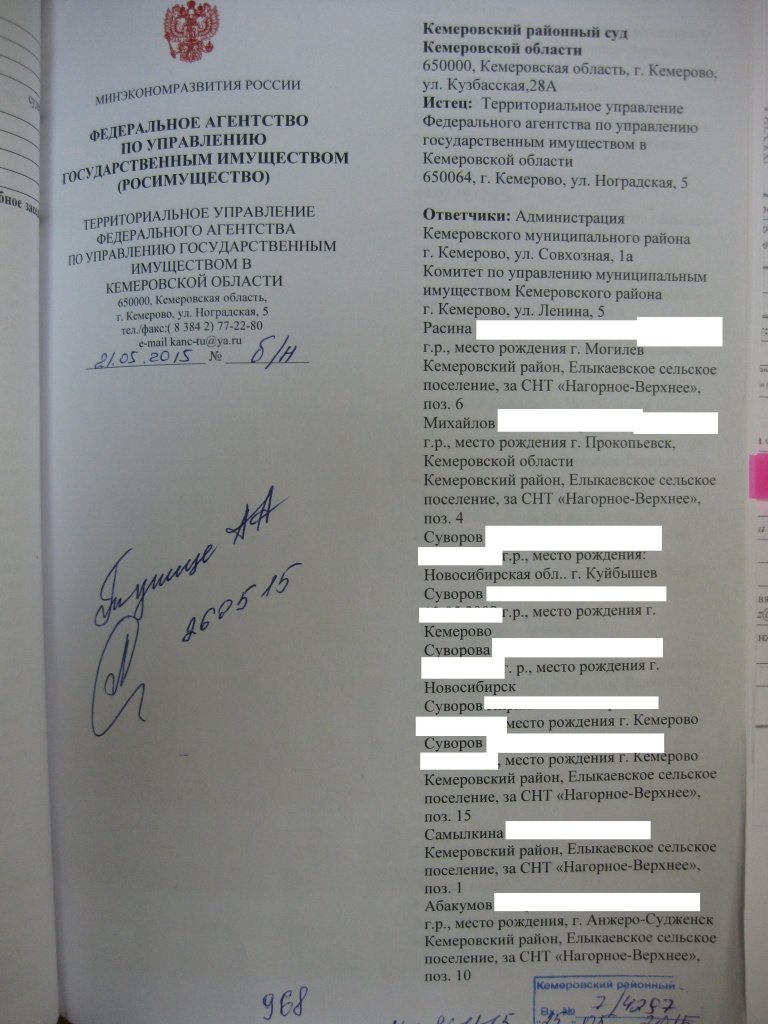 МИНЭКОНОМРАЗВИТИЯ РОССИИ
ФЕДЕРАЛЬНОЕ АГЕНТСТВО
ПО УПРАВЛЕНИЮ
ГОСУДАРСТВЕННЫМ ИМУЩЕСТВОМ
(РОСИМУЩЕСТВО)
ТЕРРИТОРИАЛЬНОЕ УПРАВЛЕНИЕ
ФЕДЕРАЛЬНОГО АГЕНТСТВА
ПО УПРАВЛЕНИЮ ГОСУДАРСТВЕННЫМ
ИМУЩЕСТВОМ В
КЕМЕРОВСКОЙ ОБЛАСТИ
650000, Кемеровская область,
г. Кемерово, ул. Ноградская, 5
тел./факс:( 8 384 2) 77-22-80
e-mail kanc-tu@ya.ru
21.05.2015 № б/н
АА
260515
968
Кемеровский районный суд
Кемеровской области
650000, Кемеровская область, г. Кемерово,
ул. Кузбасская,28А
Истец: Территориальное управление
Федерального агентства по управлению
государственным имуществом в
Кемеровской области
650064, г. Кемерово, ул. Ноградская, 5
Ответчики: Администрация
Кемеровского муниципального района
г. Кемерово, ул. Совхозная, 1а
Комитет по управлению муниципальным
имуществом Кемеровского района
г. Кемерово, ул. Ленина, 5
Расина
г.р., место рождения г. Могилев
Кемеровский район, Елыкаевское сельское
поселение, за СНТ «Нагорное-Верхнее»,
поз. 6
Михайлов
г.р., место рождения г. Прокопьевск,
Кемеровской области
Кемеровский район, Елыкаевское сельское
поселение, за СНТ «Нагорное-Верхнее»,
поз. 4
Суворов
г.р., место рождения:
Новосибирская обл.. г. Куйбышев
Суворов
г.р., место рождения г.
Кемерово
Суворова
г. р., место рождения г.
Новосибирск
Суворов
место рождения г. Кемерово
Суворов
, место рождения г. Кемерово
Кемеровский район, Елыкаевское сельское
поселение, за СНТ «Нагорное-Верхнее»,
поз. 15
Самылкина
Кемеровский район, Елыкаевское сельское
поселение, за СНТ «Нагорное-Верхнее»,
поз. 1
Абакумов
г.р., место рождения, г. Анжеро-Судженск
Кемеровский район, Елыкаевское сельское
поселение, за СНТ «Нагорное-Верхнее»,
поз. 10
Кемеровский районный
Вх. № 7/4297